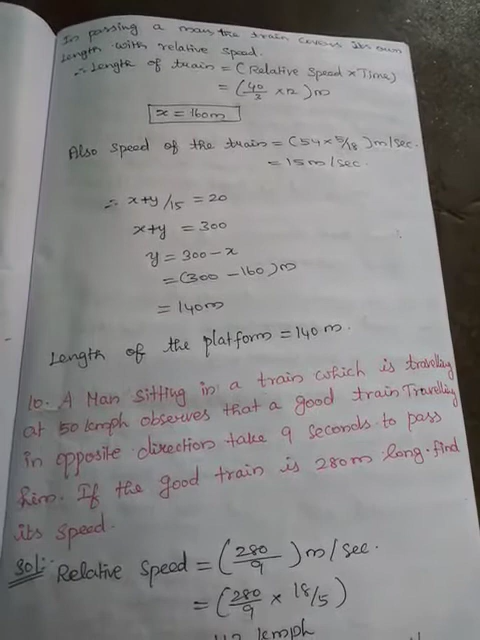 In passing a man the train covers its own
length with relative speed.
∴ Length of train = (Relative Speed × Time)
= (40/3 × 12) m
x = 160m
Also Speed of the train = (54 × 5/18) m/sec.
= 15 m/sec.
∴ x+y/15 = 20
x+y = 300
y = 300 - x
= (300 - 160) m
= 140m
Length of the platform = 140 m.
10. A Man Sitting in a train which is travelling
at 50 kmph observes that a good train Travelling
in opposite direction take 9 seconds to pass
him. If the good train is 280m long. find
its speed.
Sol: Relative Speed = (280/9) m/sec.
= (280/9 × 18/5)
kmph